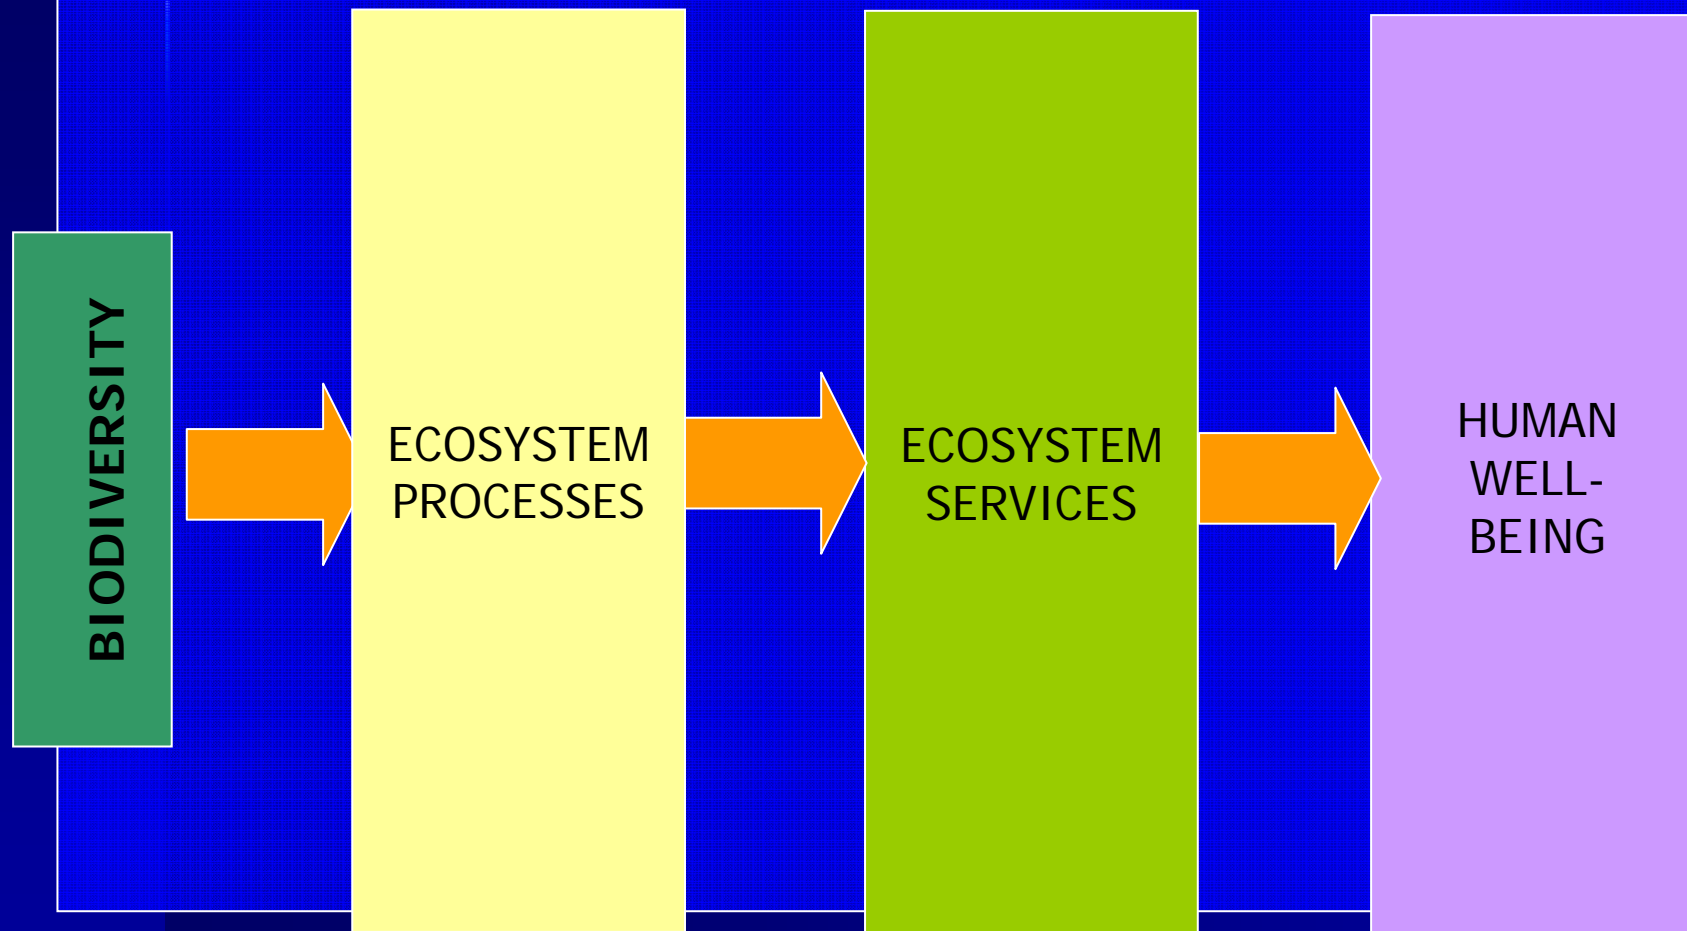 BIODIVERSITY
ECOSYSTEM
PROCESSES
ECOSYSTEM
SERVICES
HUMAN
WELL-
BEING